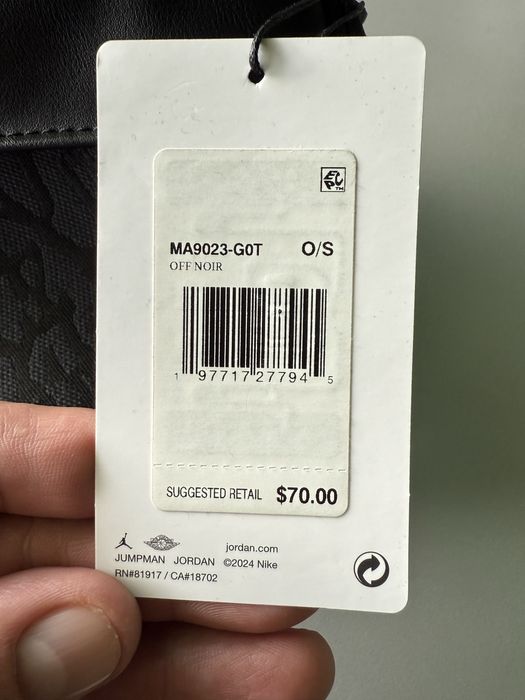 EPC™
MA9023-G0T O/S
OFF NOIR
1 97717 27794 5
SUGGESTED RETAIL $70.00
jordan.com
JUMPMAN JORDAN ©2024 Nike
RN#81917 / CA#18702